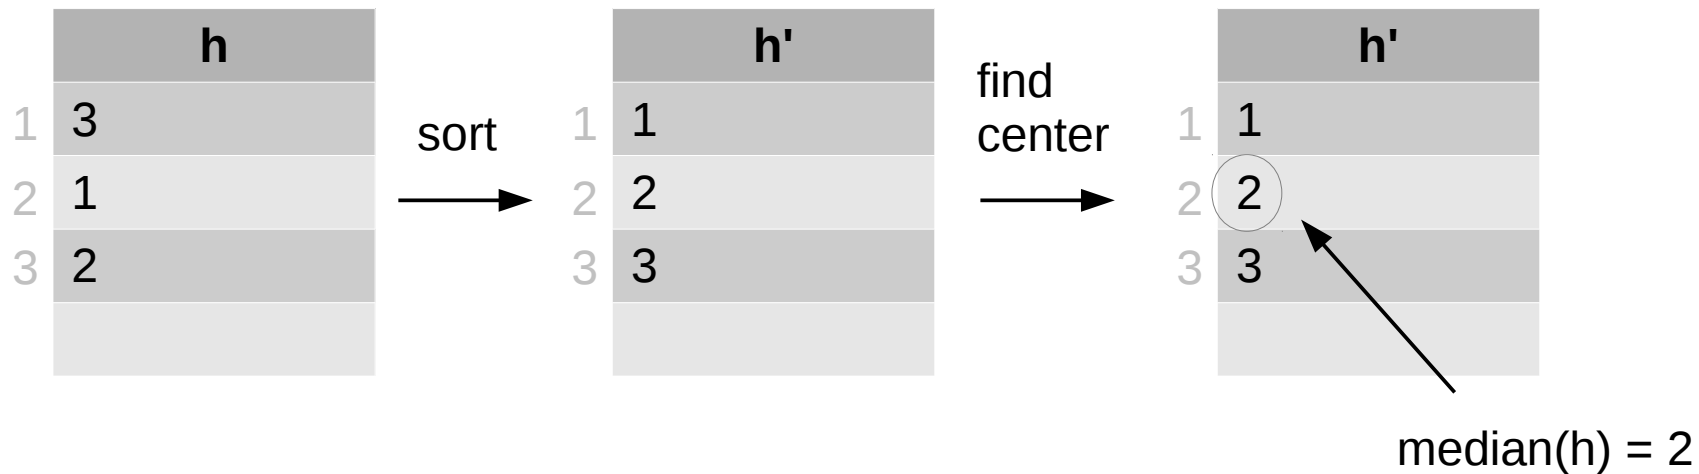 h
1 3
2 1
3 2
sort
h'
1 1
2 2
3 3
find
center
h'
1 1
2 2
3 3
median(h) = 2